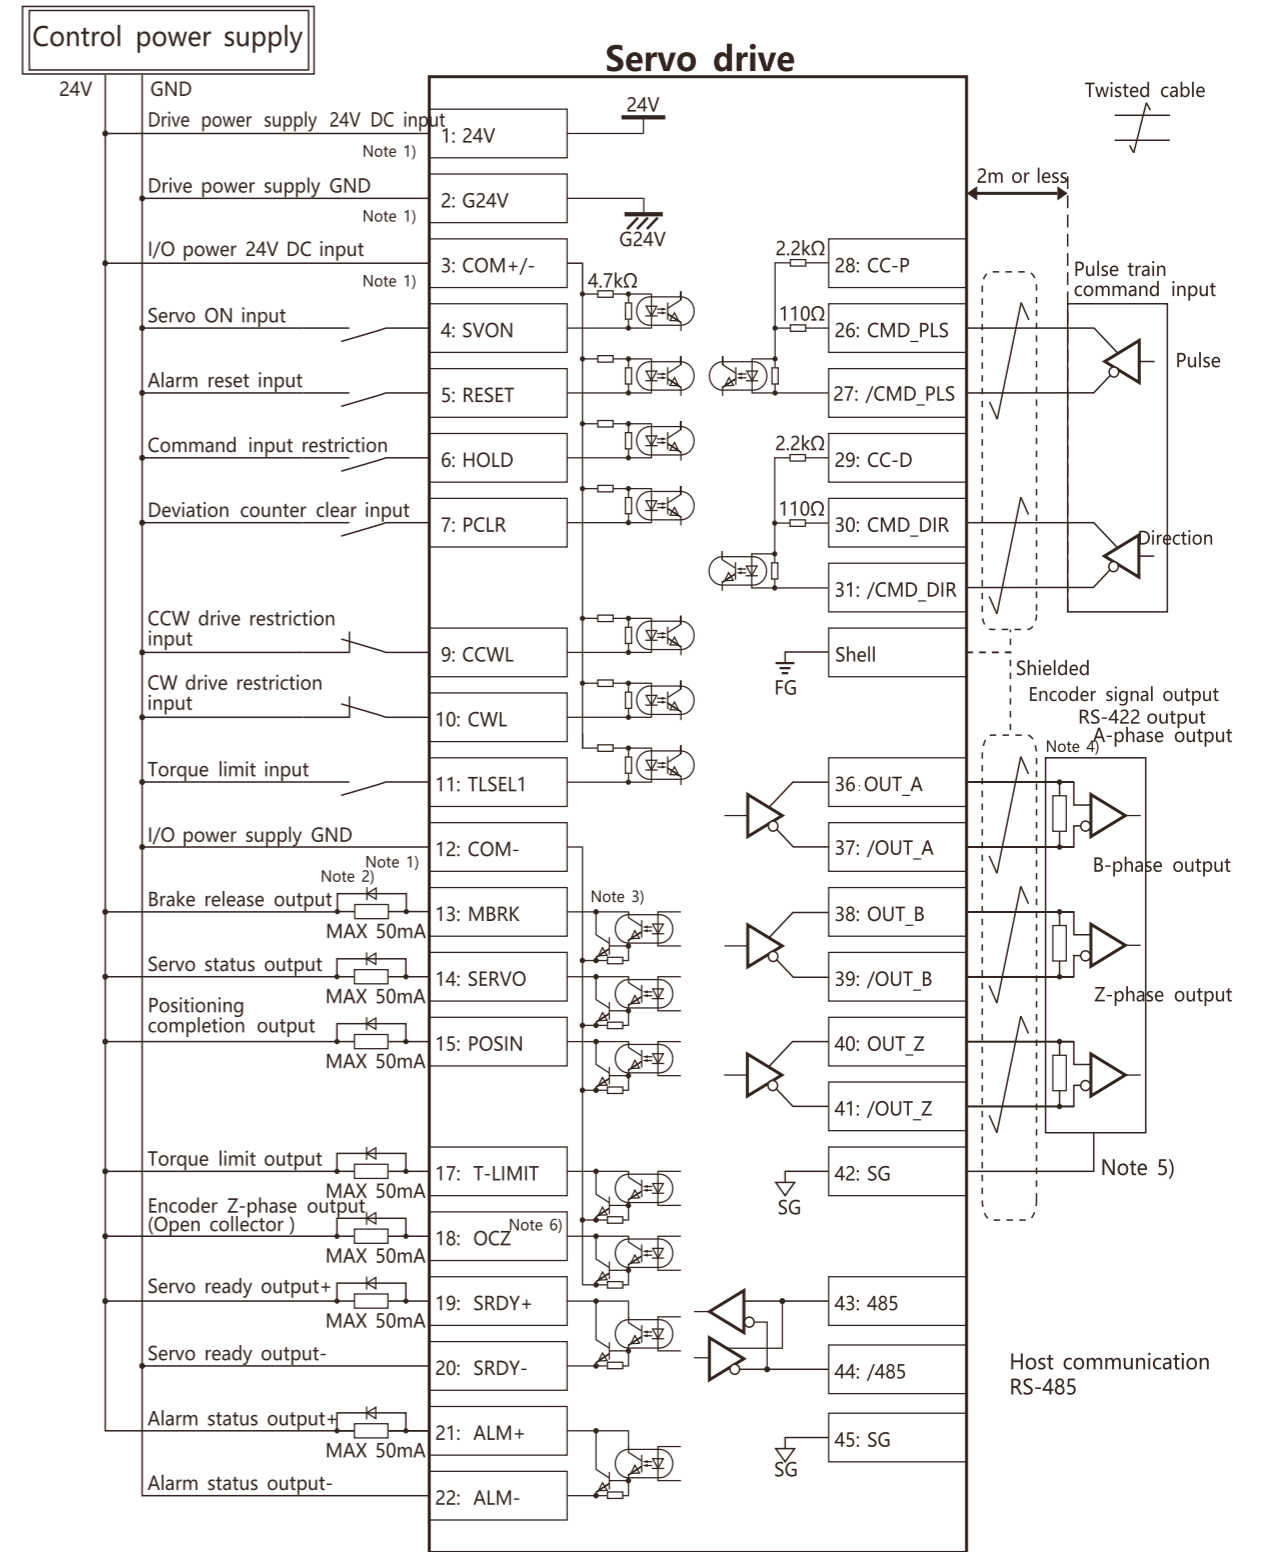 Control power supply
Servo drive
24V
GND
Drive power supply 24V DC input
Note 1)
1: 24V
24V
Drive power supply GND
Note 1)
2: G24V
G24V
I/O power 24V DC input
Note 1)
3: COM+/-
4.7kΩ
Servo ON input
4: SVON
Alarm reset input
5: RESET
Command input restriction
6: HOLD
Deviation counter clear input
7: PCLR
CCW drive restriction
input
9: CCWL
CW drive restriction
input
10: CWL
Torque limit input
11: TLSEL1
I/O power supply GND
Note 1)
12: COM-
Note 2)
Brake release output
MAX 50mA
13: MBRK
Note 3)
Servo status output
MAX 50mA
14: SERVO
Positioning
completion output
MAX 50mA
15: POSIN
Torque limit output
MAX 50mA
17: T-LIMIT
Encoder Z-phase output
(Open collector )
MAX 50mA
18: OCZ
Note 6)
Servo ready output+
MAX 50mA
19: SRDY+
Servo ready output-
20: SRDY-
Alarm status output+
MAX 50mA
21: ALM+
Alarm status output-
22: ALM-
Twisted cable
2m or less
2.2kΩ
28: CC-P
Pulse train
command input
110Ω
26: CMD_PLS
Pulse
27: /CMD_PLS
2.2kΩ
29: CC-D
110Ω
30: CMD_DIR
Direction
31: /CMD_DIR
Shell
FG
Shielded
Encoder signal output
RS-422 output
A-phase output
Note 4)
36: OUT_A
37: /OUT_A
B-phase output
38: OUT_B
39: /OUT_B
Z-phase output
40: OUT_Z
41: /OUT_Z
42: SG
SG
Note 5)
43: 485
44: /485
Host communication
RS-485
45: SG
SG